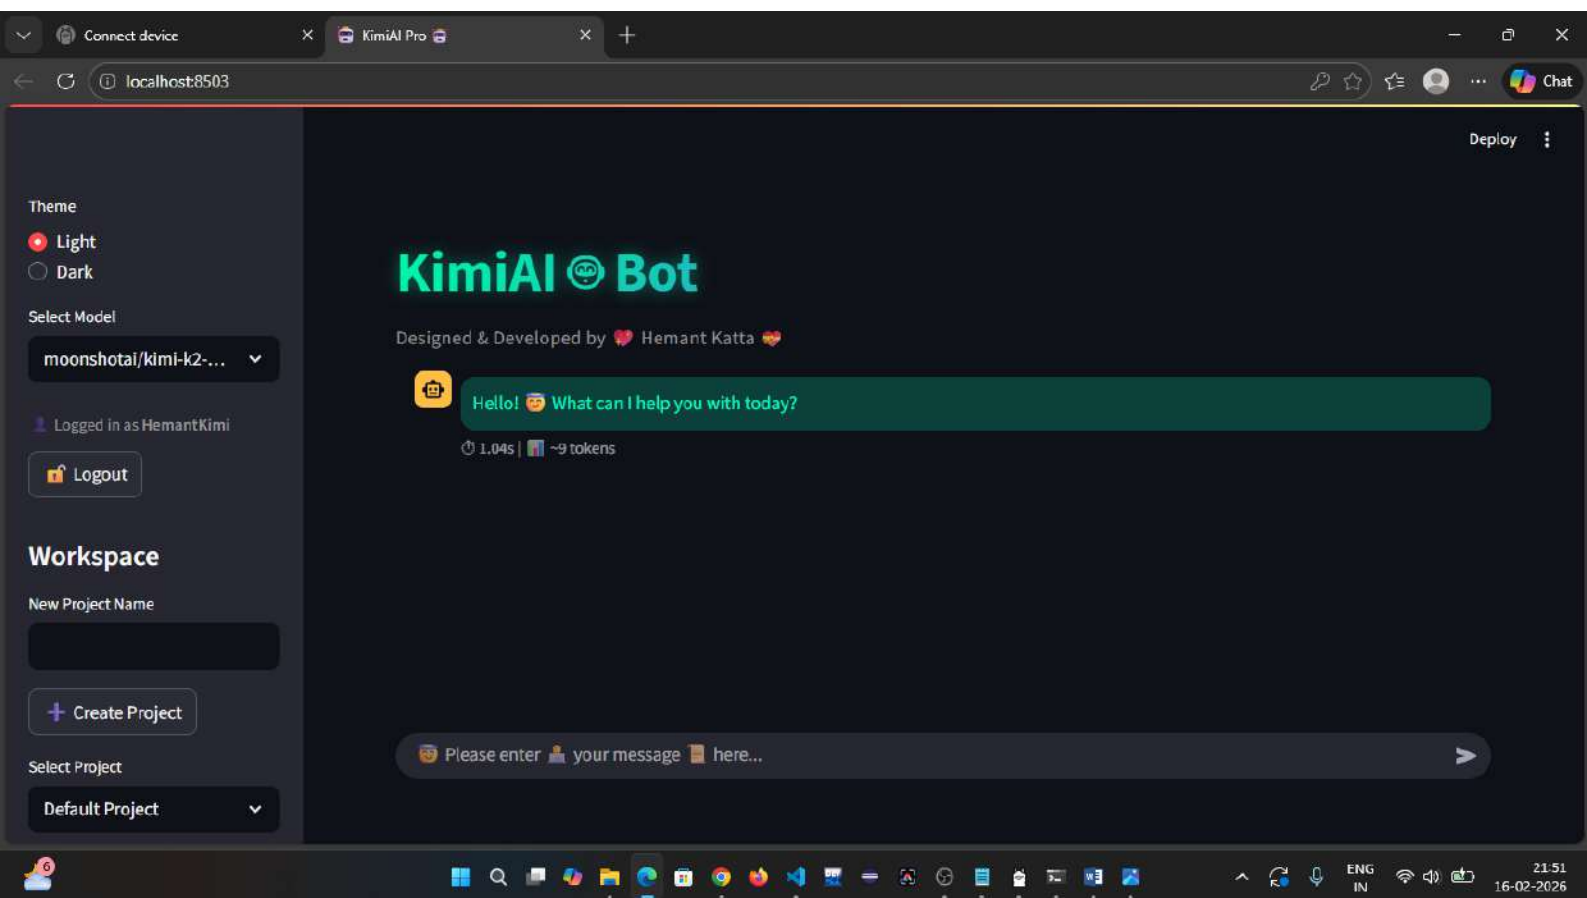 Connect device
KimiAI Pro
localhost:8503
Chat
Deploy
Theme
Light
Dark
Select Model
moonshotai/kimi-k2-...
Logged in as HemantKimi
Logout
Workspace
New Project Name
Create Project
Select Project
Default Project
KimiAI Bot
Designed & Developed by 💖 Hemant Katta 💝
Hello! 😇 What can I help you with today?
⏱ 1.04s | 📊 ~9 tokens
Please enter your message here...
6
ENG
IN
21:51
16-02-2026